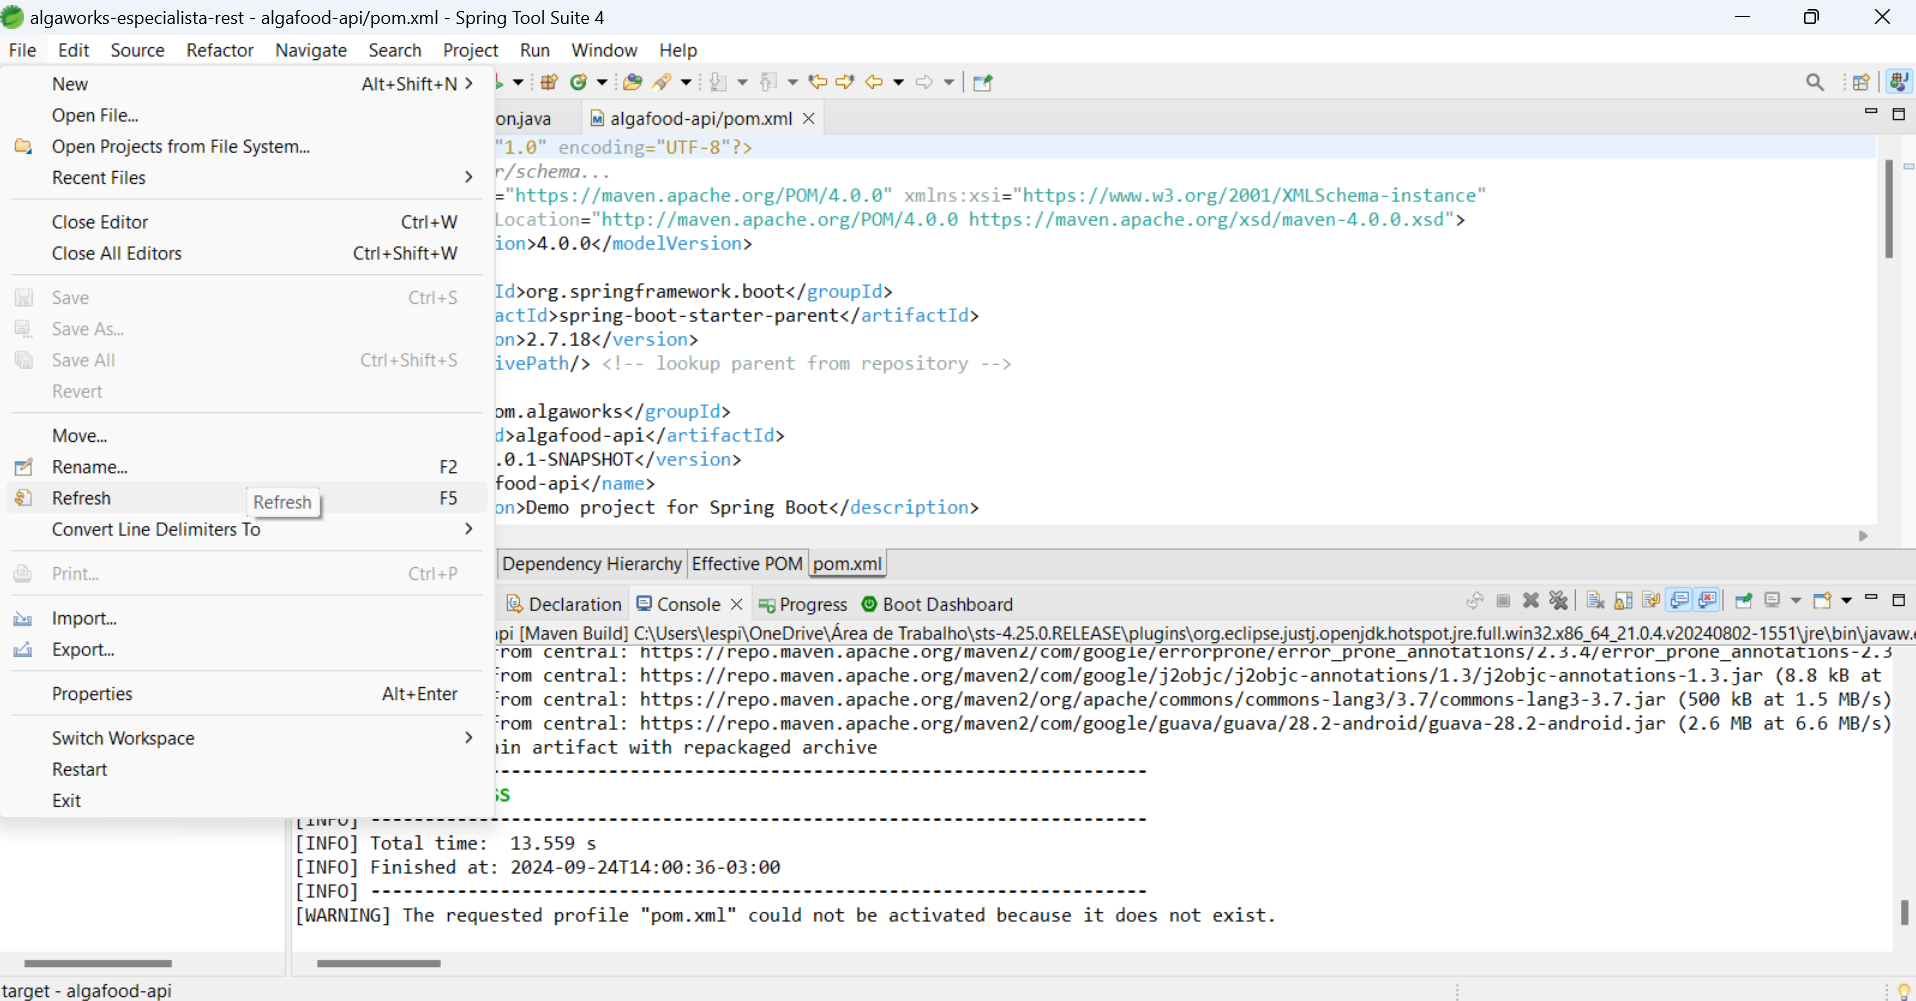 algaworks-especialista-rest - algafood-api/pom.xml - Spring Tool Suite 4
File Edit Source Refactor Navigate Search Project Run Window Help
New Alt+Shift+N
Open File...
Open Projects from File System...
Recent Files
Close Editor Ctrl+W
Close All Editors Ctrl+Shift+W
Save Ctrl+S
Save As...
Save All Ctrl+Shift+S
Revert
Move...
Rename... F2
Refresh F5
Refresh
Convert Line Delimiters To
Print... Ctrl+P
Import...
Export...
Properties Alt+Enter
Switch Workspace
Restart
Exit
on.java algafood-api/pom.xml
"1.0" encoding="UTF-8"?>
r/schema...
="https://maven.apache.org/POM/4.0.0" xmlns:xsi="https://www.w3.org/2001/XMLSchema-instance"
Location="http://maven.apache.org/POM/4.0.0 https://maven.apache.org/xsd/maven-4.0.0.xsd">
ion>4.0.0</modelVersion>
Id>org.springframework.boot</groupId>
actId>spring-boot-starter-parent</artifactId>
on>2.7.18</version>
ivePath/> <!-- lookup parent from repository -->
om.algaworks</groupId>
d>algafood-api</artifactId>
.0.1-SNAPSHOT</version>
food-api</name>
on>Demo project for Spring Boot</description>
Dependency Hierarchy Effective POM pom.xml
Declaration Console Progress Boot Dashboard
pi [Maven Build] C:\Users\lespi\OneDrive\Área de Trabalho\sts-4.25.0.RELEASE\plugins\org.eclipse.justj.openjdk.hotspot.jre.full.win32.x86_64_21.0.4.v20240802-1551\jre\bin\javaw.e
from central: https://repo.maven.apache.org/maven2/com/google/errorprone/error_prone_annotations/2.3.4/error_prone_annotations-2.3
from central: https://repo.maven.apache.org/maven2/com/google/j2objc/j2objc-annotations/1.3/j2objc-annotations-1.3.jar (8.8 kB at
from central: https://repo.maven.apache.org/maven2/org/apache/commons/commons-lang3/3.7/commons-lang3-3.7.jar (500 kB at 1.5 MB/s)
from central: https://repo.maven.apache.org/maven2/com/google/guava/guava/28.2-android/guava-28.2-android.jar (2.6 MB at 6.6 MB/s)
ain artifact with repackaged archive
------------------------------------------------------------------------
SS
[INFO] ------------------------------------------------------------------------
[INFO] Total time:  13.559 s
[INFO] Finished at: 2024-09-24T14:00:36-03:00
[INFO] ------------------------------------------------------------------------
[WARNING] The requested profile "pom.xml" could not be activated because it does not exist.
target - algafood-api